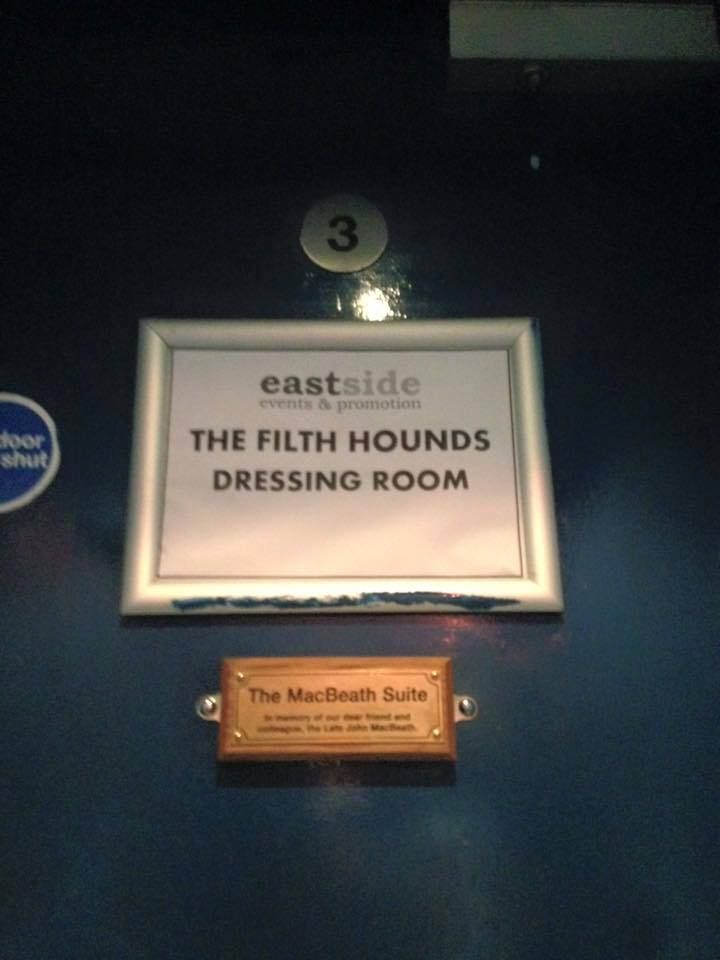 3
eastside
events & promotion
THE FILTH HOUNDS
DRESSING ROOM
door
shut
The MacBeath Suite
In memory of our dear friend and
colleague, the Late John MacBeath